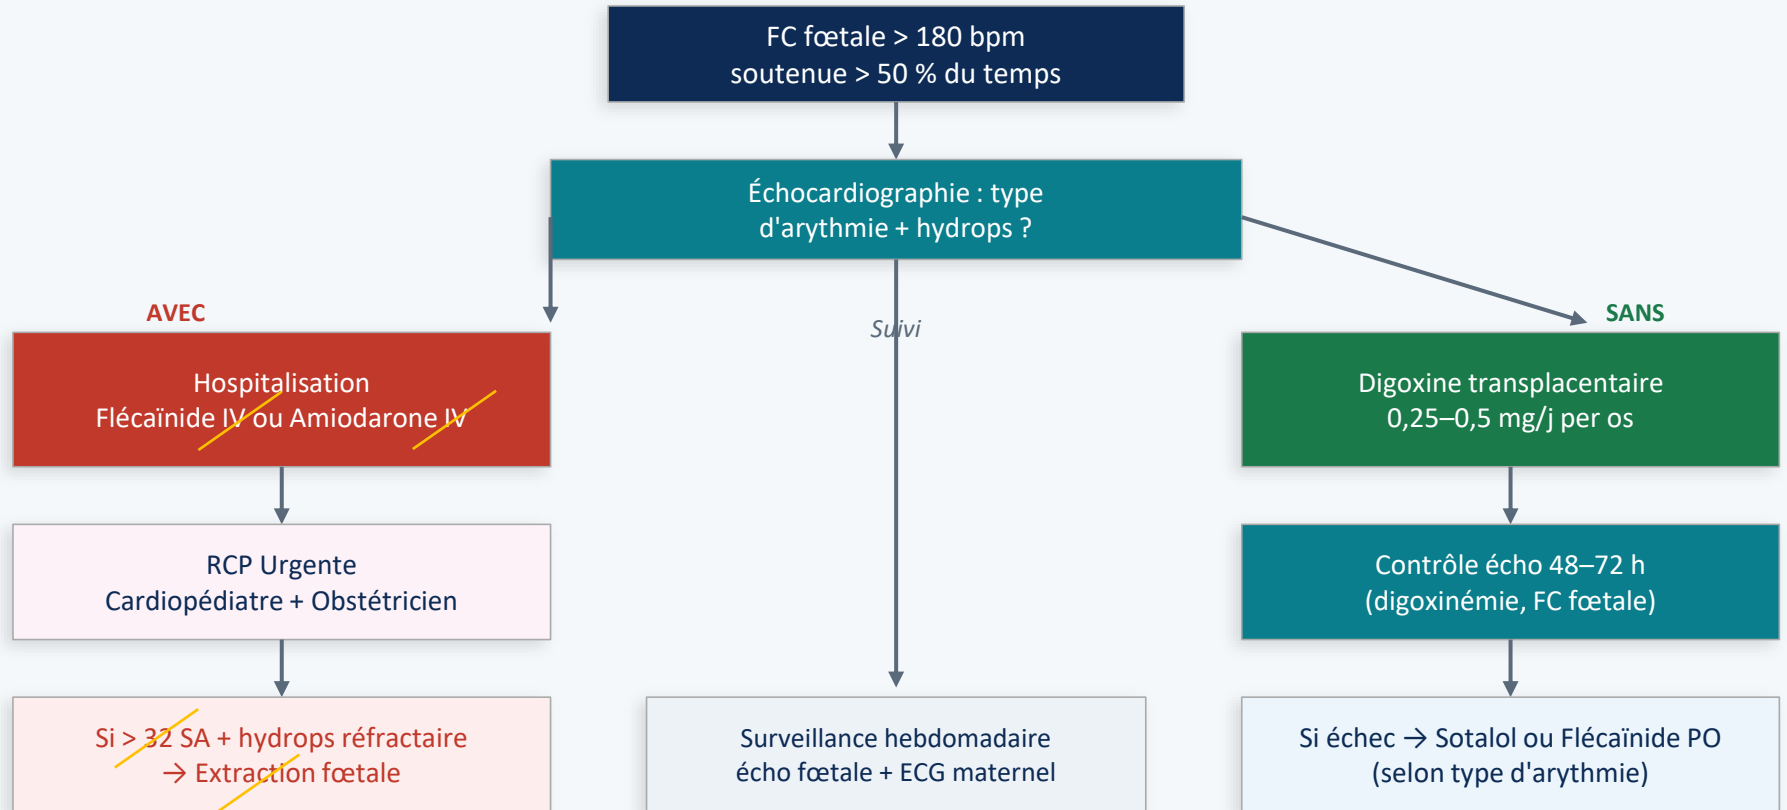 FC fœtale > 180 bpm
soutenue > 50 % du temps
Échocardiographie : type
d'arythmie + hydrops ?
AVEC
Suivi
SANS
Hospitalisation
Flécaïnide IV ou Amiodarone IV
Digoxine transplacentaire
0,25–0,5 mg/j per os
RCP Urgente
Cardiopédiatre + Obstétricien
Contrôle écho 48–72 h
(digoxinémie, FC fœtale)
Si > 32 SA + hydrops réfractaire
→ Extraction fœtale
Surveillance hebdomadaire
écho fœtale + ECG maternel
Si échec → Sotalol ou Flécaïnide PO
(selon type d'arythmie)